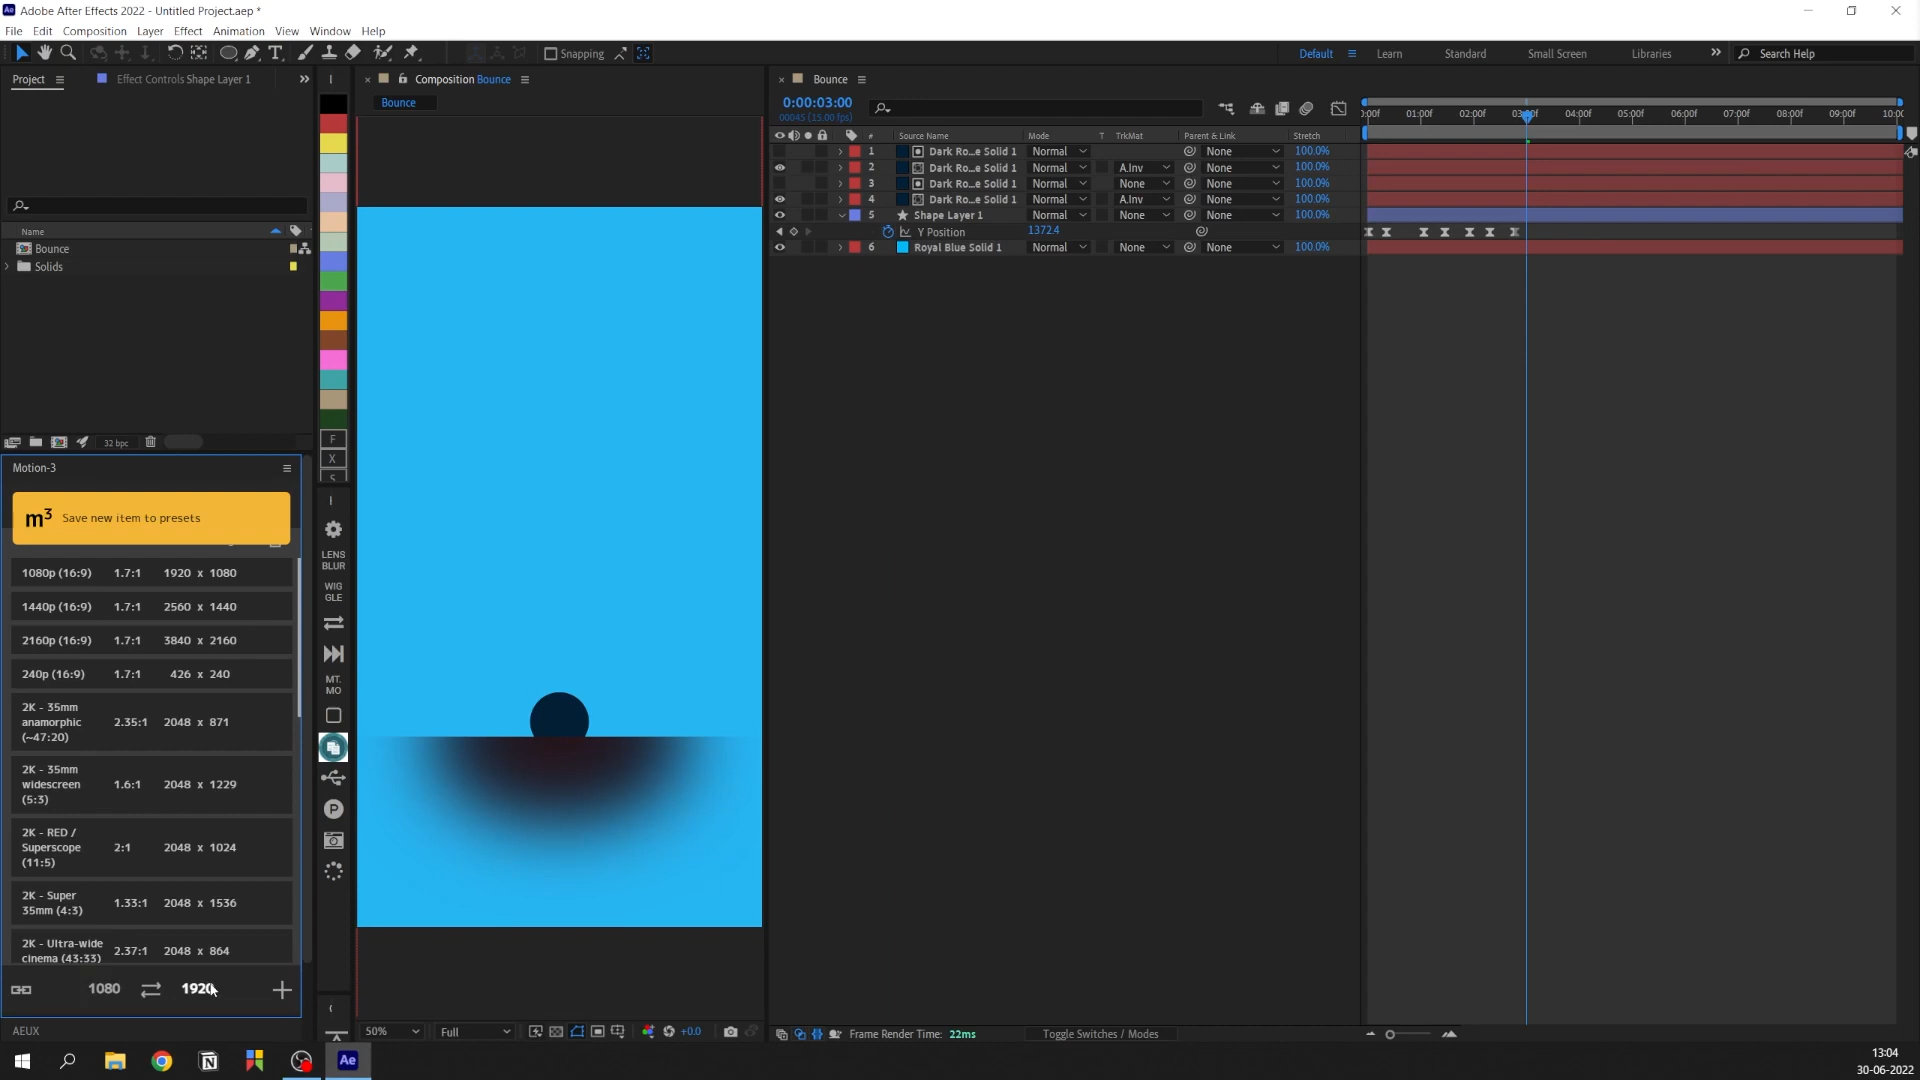 Adobe After Effects 2022 - Untitled Project.aep *
File Edit Composition Layer Effect Animation View Window Help
Snapping
Default Learn Standard Small Screen Libraries Search Help
Project
Effect Controls Shape Layer 1
Composition Bounce
Bounce
Bounce
0:00:03:00
00045 (15.00 fps)
# Source Name Mode T TrkMat Parent & Link Stretch
01:00f 02:00f 04:00f 05:00f 06:00f 07:00f 08:00f 09:00f
1 Dark Ro...e Solid 1 Normal None 100.0%
2 Dark Ro...e Solid 1 Normal A.Inv None 100.0%
3 Dark Ro...e Solid 1 Normal None None 100.0%
4 Dark Ro...e Solid 1 Normal A.Inv None 100.0%
5 Shape Layer 1 Normal None None 100.0%
Y Position 1372.4
6 Royal Blue Solid 1 Normal None None 100.0%
Name
Bounce
Solids
32 bpc
F
X
Motion-3
m3 Save new item to presets
1080p (16:9) 1.7:1 1920 x 1080
1440p (16:9) 1.7:1 2560 x 1440
2160p (16:9) 1.7:1 3840 x 2160
240p (16:9) 1.7:1 426 x 240
2K - 35mm
anamorphic
(~47:20)
2.35:1 2048 x 871
2K - 35mm
widescreen
(5:3)
1.6:1 2048 x 1229
2K - RED /
Superscope
(11:5)
2:1 2048 x 1024
2K - Super
35mm (4:3)
1.33:1 2048 x 1536
2K - Ultra-wide
cinema (43:33)
2.37:1 2048 x 864
1080 1920
AEUX
LENS
BLUR
WIG
GLE
MT.
MO
P
50% Full +0.0
Frame Render Time: 22ms
Toggle Switches / Modes
Ae
13:04
30-06-2022